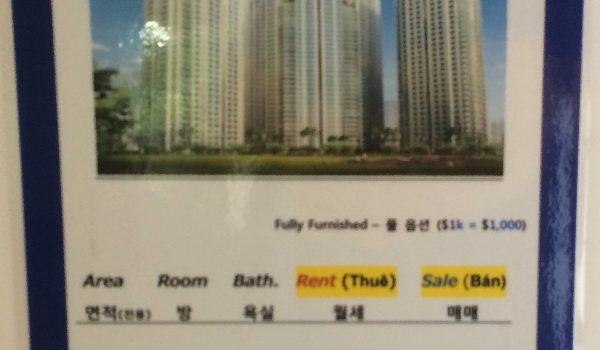 Fully Furnished – 풀 옵션 ($1k = $1,000)
Area Room Bath. Rent (Thuê) Sale (Bán)
면적(전용) 방 욕실 월세 매매